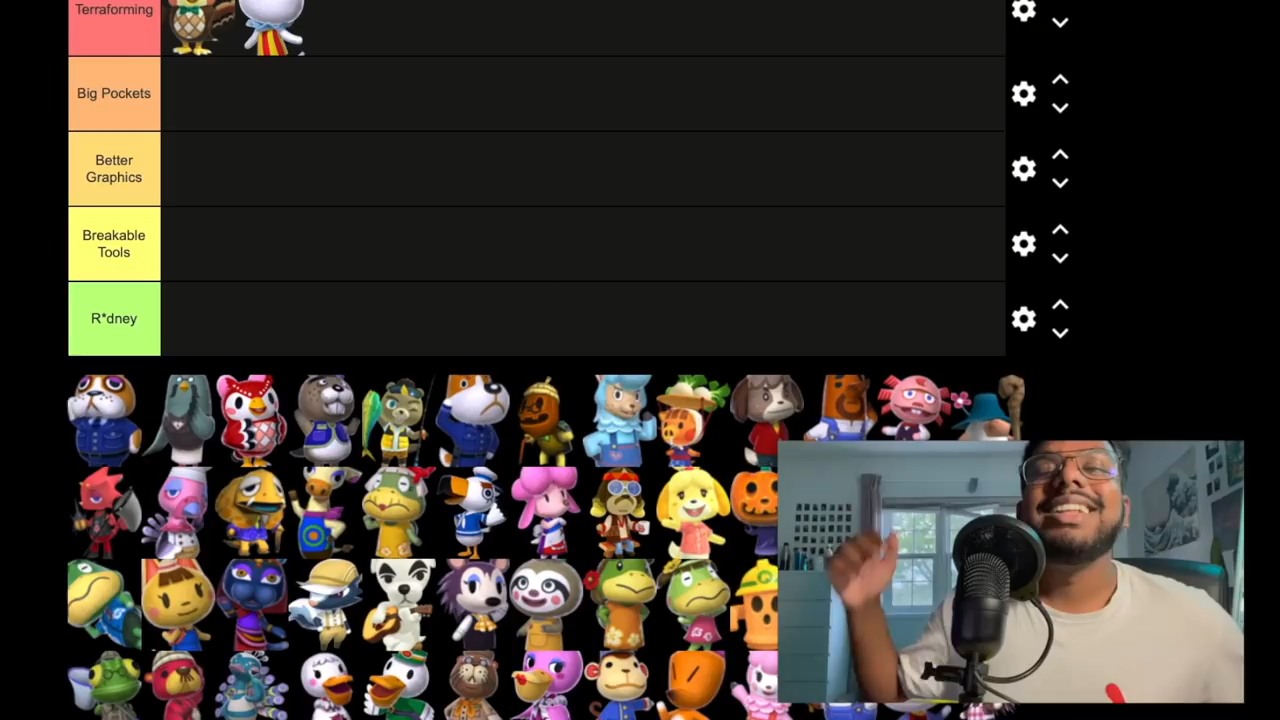 Terraforming
Big Pockets
Better
Graphics
Breakable
Tools
R*dney